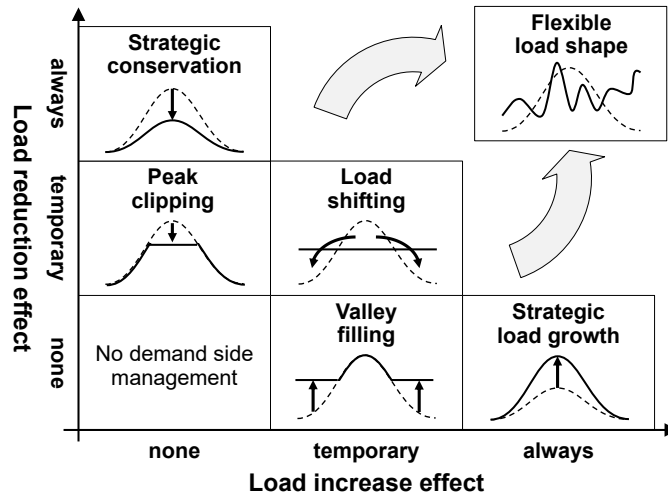 Flexible
load shape
Strategic
conservation
Peak
clipping
Load
shifting
Valley
filling
Strategic
load growth
No demand side
management
Load reduction effect
always
temporary
none
none
temporary
always
Load increase effect